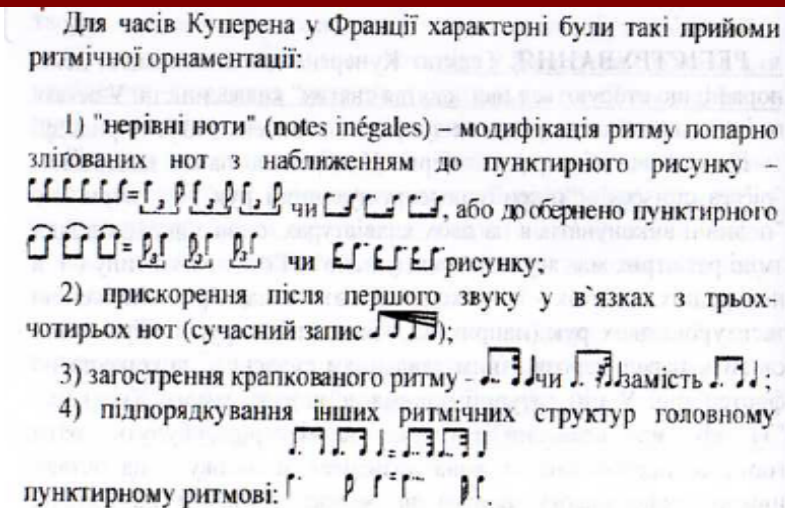 Для часів Куперена у Франції характерні були такі прийоми
ритмічної орнаментації:
1) "нерівні ноти" (notes inégales) – модифікація ритму попарно
зліґованих нот з наближенням до пунктирного рисунку –
чи , або до обернено пунктирного
чи рисунку;
2) прискорення після першого звуку у в`язках з трьох-
чотирьох нот (сучасний запис );
3) загострення крапкованого ритму - чи замість ;
4) підпорядкування інших ритмічних структур головному
пунктирному ритмові: .